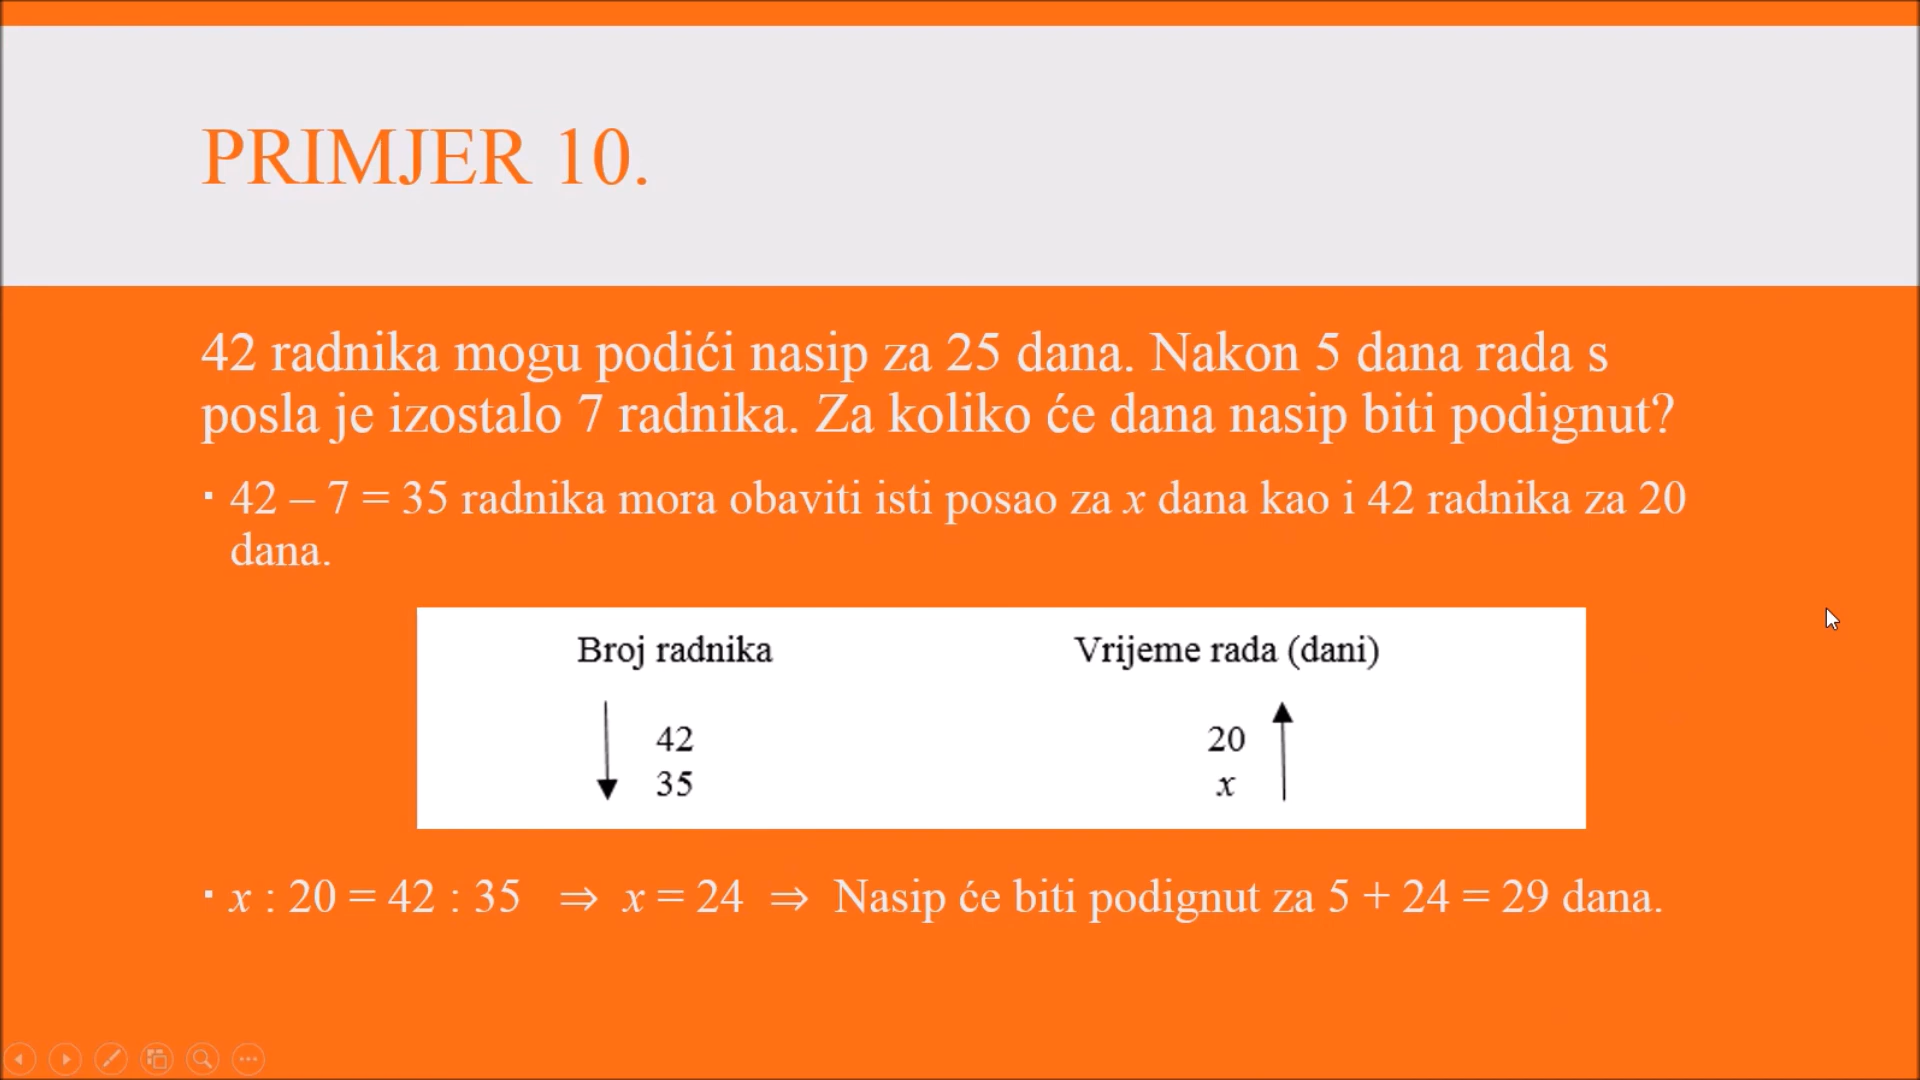 PRIMJER 10.
42 radnika mogu podići nasip za 25 dana. Nakon 5 dana rada s
posla je izostalo 7 radnika. Za koliko će dana nasip biti podignut?
▪ 42 – 7 = 35 radnika mora obaviti isti posao za x dana kao i 42 radnika za 20
dana.
Broj radnika Vrijeme rada (dani)
42 20
35 x
▪ x : 20 = 42 : 35 ⇒ x = 24 ⇒ Nasip će biti podignut za 5 + 24 = 29 dana.